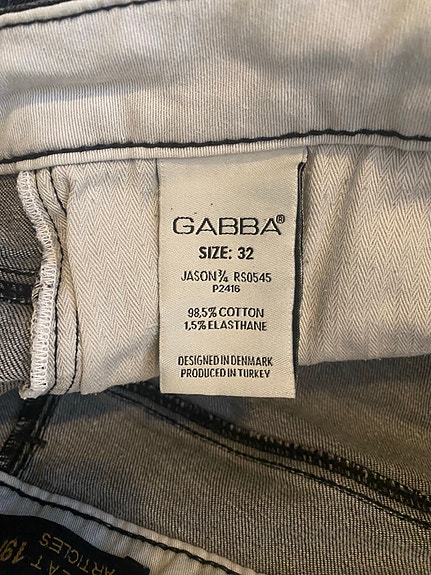 GABBA®
SIZE: 32
JASON¾ RS0545
P2416
98,5% COTTON
1,5% ELASTHANE
DESIGNED IN DENMARK
PRODUCED IN TURKEY
ARTICLES